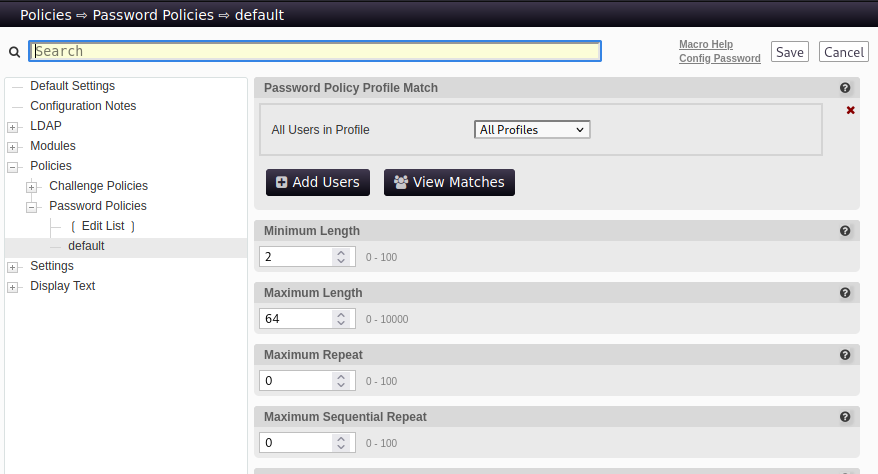 Policies ⇨ Password Policies ⇨ default
Search
Macro Help
Config Password
Save
Cancel
Default Settings
Configuration Notes
LDAP
Modules
Policies
Challenge Policies
Password Policies
[ Edit List ]
default
Settings
Display Text
Password Policy Profile Match
All Users in Profile
All Profiles
Add Users
View Matches
Minimum Length
2
0 - 100
Maximum Length
64
0 - 10000
Maximum Repeat
0
0 - 100
Maximum Sequential Repeat
0
0 - 100